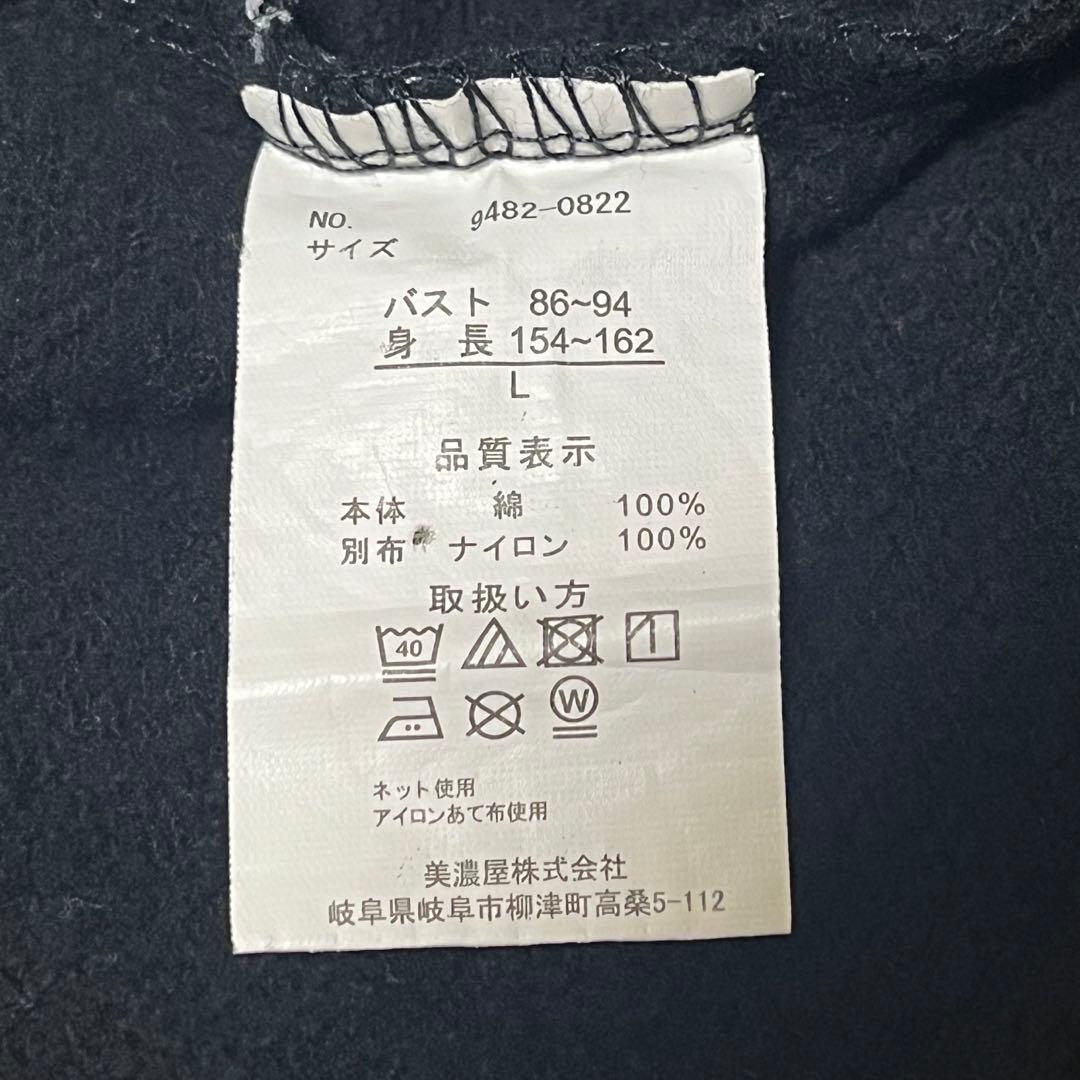 NO. g482-0822
サイズ
バスト 86~94
身 長 154~162
L
品質表示
本体 綿 100%
別布 ナイロン 100%
取扱い方
40
W
ネット使用
アイロンあて布使用
美濃屋株式会社
岐阜県岐阜市柳津町高桑5-112